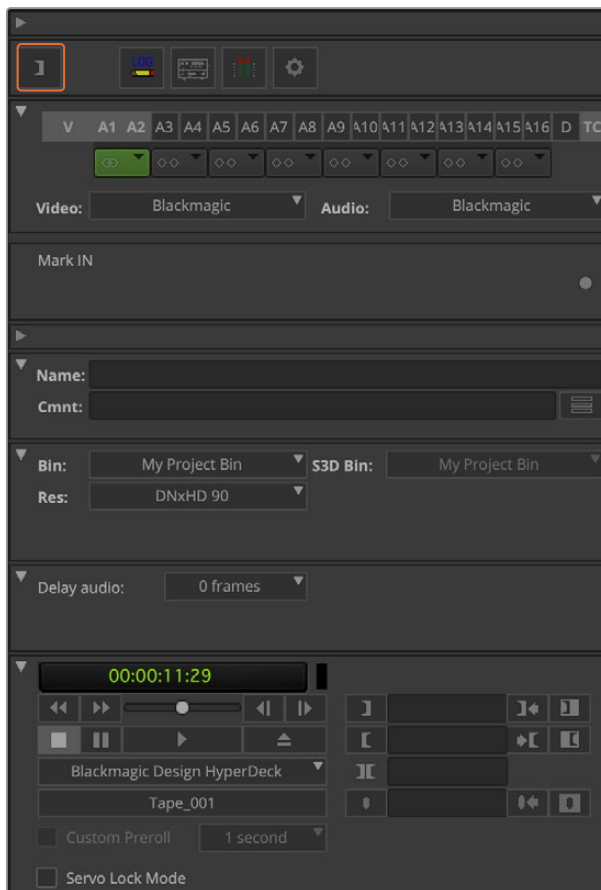 LOG
V A1 A2 A3 A4 A5 A6 A7 A8 A9 A10 A11 A12 A13 A14 A15 A16 D TC
Video: Blackmagic Audio: Blackmagic
Mark IN
Name:
Cmnt:
Bin: My Project Bin S3D Bin: My Project Bin
Res: DNxHD 90
Delay audio: 0 frames
00:00:11:29
Blackmagic Design HyperDeck
Tape_001
Custom Preroll 1 second
Servo Lock Mode